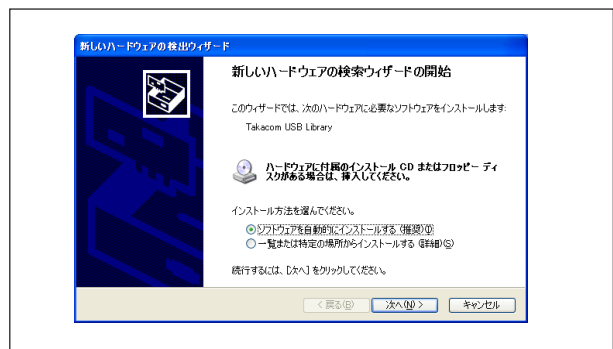 新しいハードウェアの検出ウィザード
新しいハードウェアの検索ウィザードの開始
このウィザードでは、次のハードウェアに必要なソフトウェアをインストールします:
Takacom USB Library
ハードウェアに付属のインストール CD またはフロッピー ディ
スクがある場合は、挿入してください。
インストール方法を選んでください。
ソフトウェアを自動的にインストールする (推奨)(I)
一覧または特定の場所からインストールする (詳細)(S)
続行するには、[次へ] をクリックしてください。
< 戻る(B) 次へ(N) > キャンセル